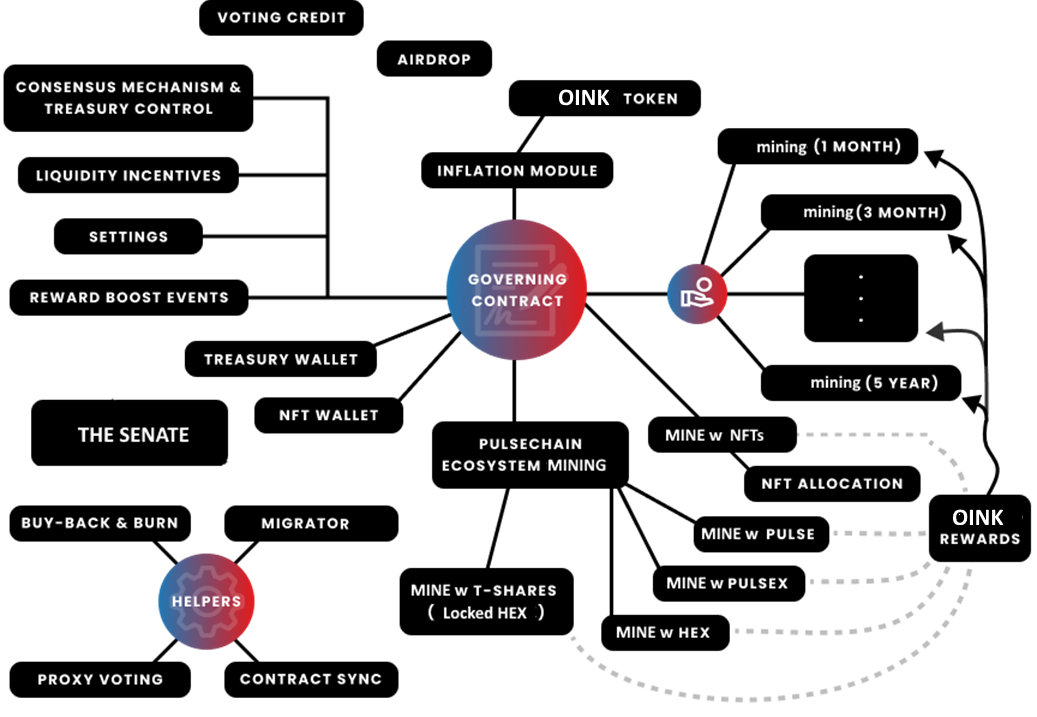 VOTING CREDIT
AIRDROP
CONSENSUS MECHANISM &
TREASURY CONTROL
OINK TOKEN
LIQUIDITY INCENTIVES
INFLATION MODULE
mining (1 MONTH)
SETTINGS
mining(3 MONTH)
REWARD BOOST EVENTS
GOVERNING
CONTRACT
.
.
.
TREASURY WALLET
mining (5 YEAR)
NFT WALLET
THE SENATE
PULSECHAIN
ECOSYSTEM MINING
MINE w NFTs
NFT ALLOCATION
BUY-BACK & BURN
MIGRATOR
MINE w PULSE
OINK
REWARDS
HELPERS
MINE w T-SHARES
( Locked HEX )
MINE w PULSEX
MINE w HEX
PROXY VOTING
CONTRACT SYNC